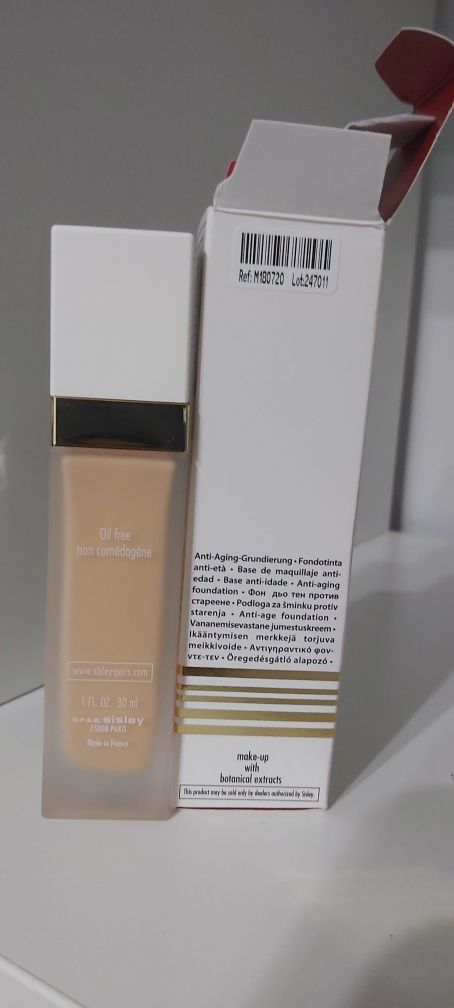 Ref: M180720 Lot:247011
Oil free
non comédogène
www.sisley-paris.com
1 FL. OZ. 30 ml
C.F.E.B. sisley
75008 PARIS
Made in France
Anti-Aging-Grundierung • Fondotinta
anti-età • Base de maquillaje anti-
edad • Base anti-idade • Anti-aging
foundation • Фон дьо тен против
стареене • Podloga za šminku protiv
starenja • Anti-age foundation •
Vananemisevastane jumestuskreem •
Ikääntymisen merkkejä torjuva
meikkivoide • Αντιγηραντικό φον-
ντε-τεν • Öregedésgátló alapozó •
make-up
with
botanical extracts
This product may be sold only by dealers authorized by Sisley.